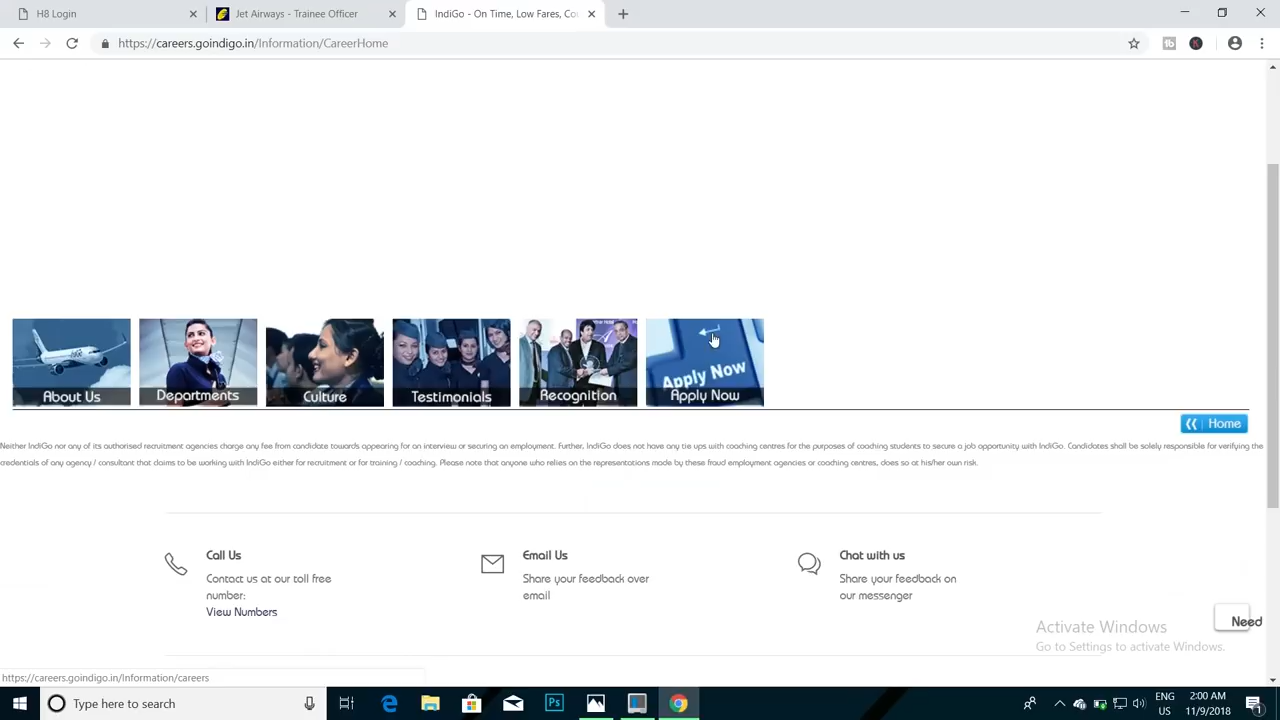 H8 Login
Jet Airways - Trainee Officer
IndiGo - On Time, Low Fares, Cou
https://careers.goindigo.in/Information/CareerHome
About Us
Departments
Culture
Testimonials
Recognition
Apply Now
Apply Now
Home
Neither IndiGo nor any of its authorised recruitment agencies charge any fee from candidate towards appearing for an interview or securing an employment. Further, IndiGo does not have any tie ups with coaching centres for the purposes of coaching students to secure a job opportunity with IndiGo. Candidates shall be solely responsible for verifying the
credentials of any agency / consultant that claims to be working with IndiGo either for recruitment or for training / coaching. Please note that anyone who relies on the representations made by these fraud employment agencies or coaching centres, does so at his/her own risk.
Call Us
Contact us at our toll free
number:
View Numbers
Email Us
Share your feedback over
email
Chat with us
Share your feedback on
our messenger
Need
Activate Windows
Go to Settings to activate Windows.
https://careers.goindigo.in/Information/careers
Type here to search
ENG
US
2:00 AM
11/9/2018